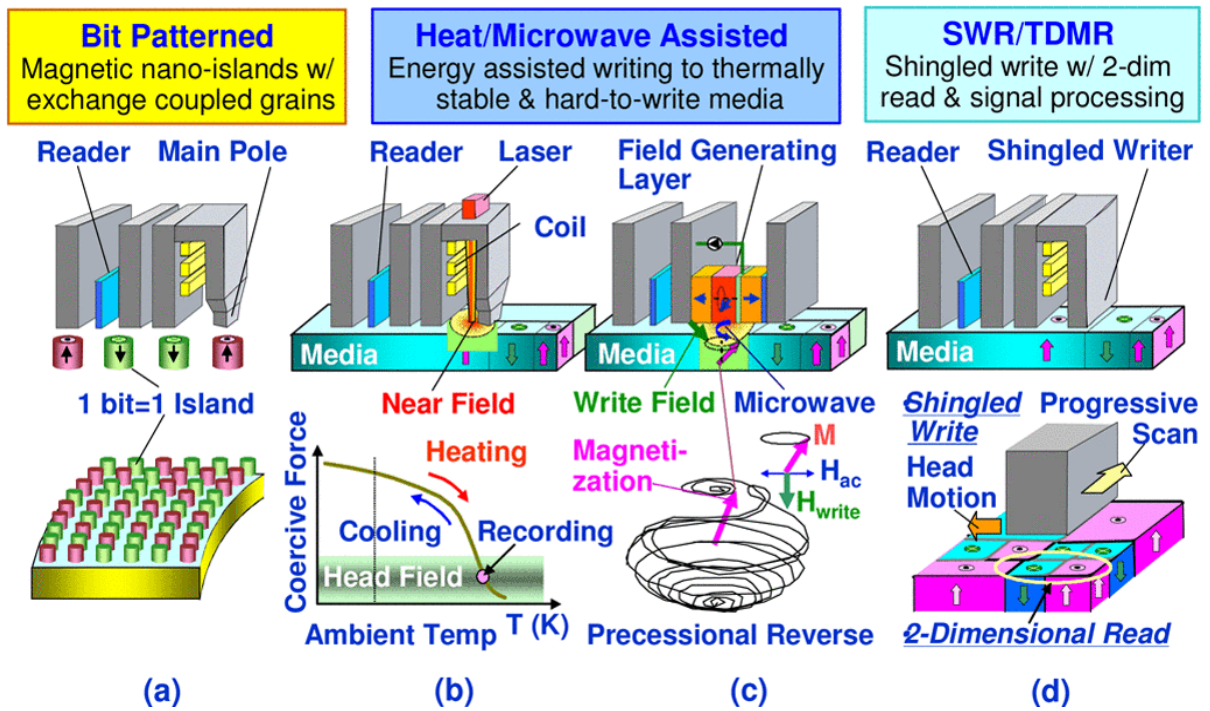 Bit Patterned
Magnetic nano-islands w/
exchange coupled grains
Heat/Microwave Assisted
Energy assisted writing to thermally
stable & hard-to-write media
SWR/TDMR
Shingled write w/ 2-dim
read & signal processing
Reader
Main Pole
1 bit=1 Island
(a)
Reader
Laser
Coil
Media
Near Field
Coercive Force
Heating
Cooling
Recording
Head Field
Ambient Temp
T (K)
(b)
Field Generating
Layer
Media
Write Field
Microwave
Magneti-
zation
M
Hac
Hwrite
Precessional Reverse
(c)
Reader
Shingled Writer
Media
•Shingled
Write
Progressive
Scan
Head
Motion
•2-Dimensional Read
(d)